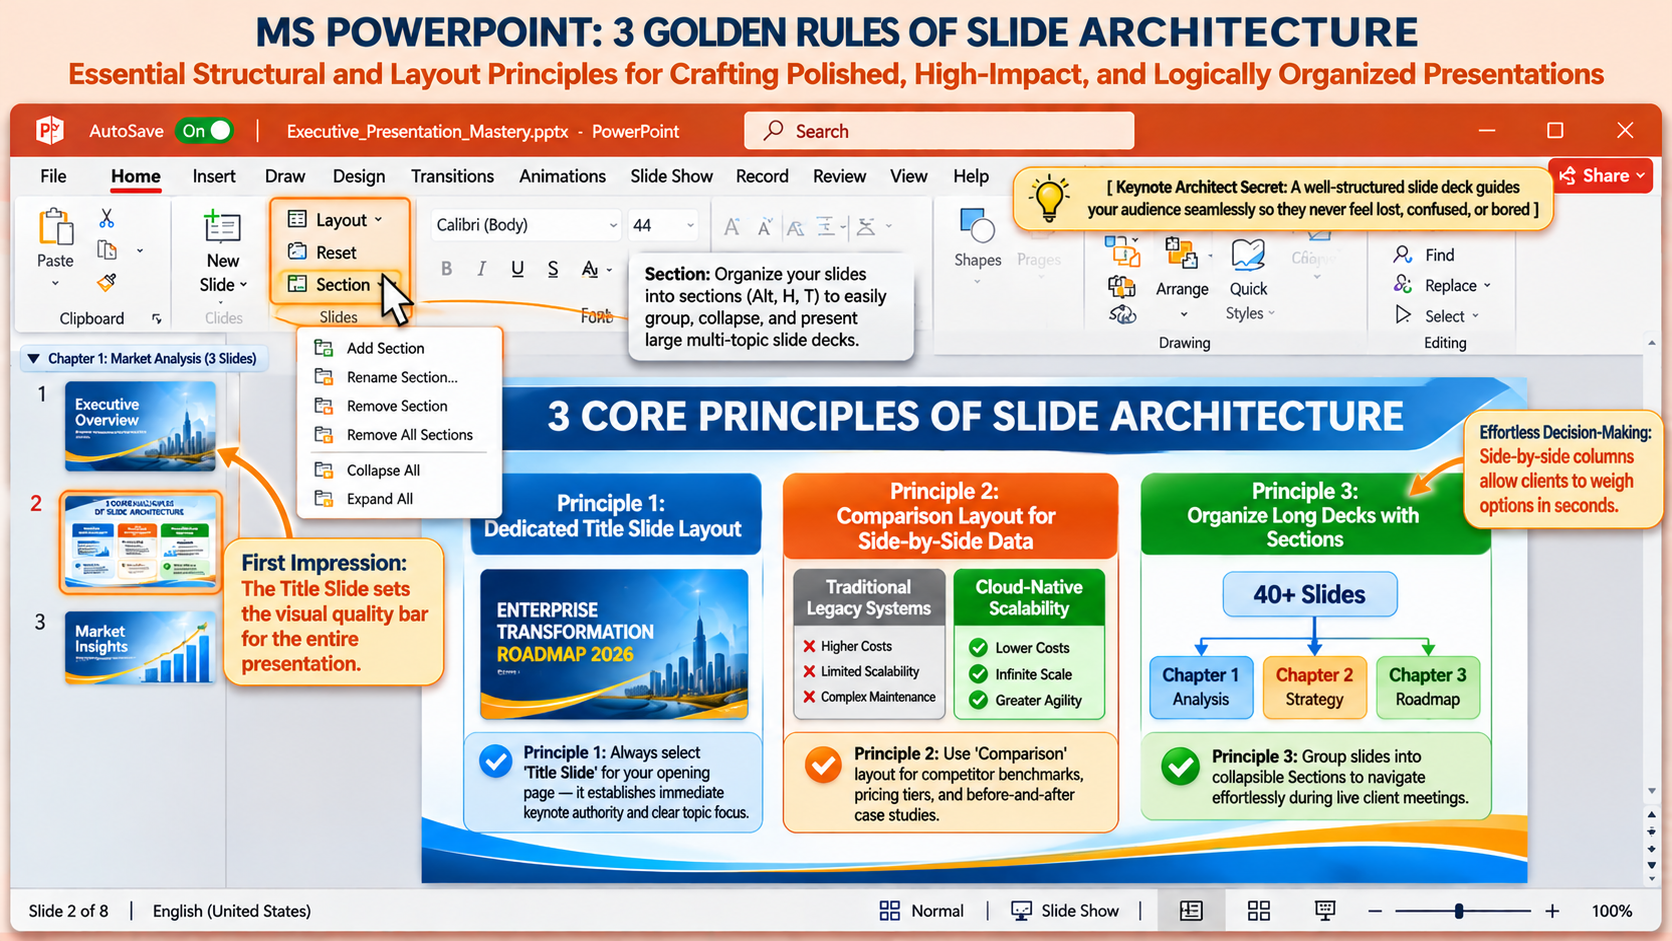 MS POWERPOINT: 3 GOLDEN RULES OF SLIDE ARCHITECTURE
Essential Structural and Layout Principles for Crafting Polished, High-Impact, and Logically Organized Presentations
AutoSave On
Executive_Presentation_Mastery.pptx - PowerPoint
Search
File Home Insert Draw Design Transitions Animations Slide Show Record Review View Help
Share
[ Keynote Architect Secret: A well-structured slide deck guides
your audience seamlessly so they never feel lost, confused, or bored ]
Paste
Clipboard
New
Slide
Clides
Layout
Reset
Section
Slides
Calibri (Body)
44
B I U S
Font
Section: Organize your slides
into sections (Alt, H, T) to easily
group, collapse, and present
large multi-topic slide decks.
Shapes
Prages
Arrange
Quick
Styles
Drawing
Find
Replace
Select
Editing
Add Section
Rename Section...
Remove Section
Remove All Sections
Collapse All
Expand All
Chapter 1: Market Analysis (3 Slides)
1
Executive
Overview
2
3
Market
Insights
First Impression:
The Title Slide sets
the visual quality bar
for the entire
presentation.
3 CORE PRINCIPLES OF SLIDE ARCHITECTURE
Effortless Decision-Making:
Side-by-side columns
allow clients to weigh
options in seconds.
Principle 1:
Dedicated Title Slide Layout
ENTERPRISE
TRANSFORMATION
ROADMAP 2026
Principle 1: Always select
'Title Slide' for your opening
page — it establishes immediate
keynote authority and clear topic focus.
Principle 2:
Comparison Layout for
Side-by-Side Data
Traditional
Legacy Systems
Higher Costs
Limited Scalability
Complex Maintenance
Cloud-Native
Scalability
Lower Costs
Infinite Scale
Greater Agility
Principle 2: Use 'Comparison'
layout for competitor benchmarks,
pricing tiers, and before-and-after
case studies.
Principle 3:
Organize Long Decks with
Sections
40+ Slides
Chapter 1
Analysis
Chapter 2
Strategy
Chapter 3
Roadmap
Principle 3: Group slides into
collapsible Sections to navigate
effortlessly during live client meetings.
Slide 2 of 8
English (United States)
Normal
Slide Show
100%